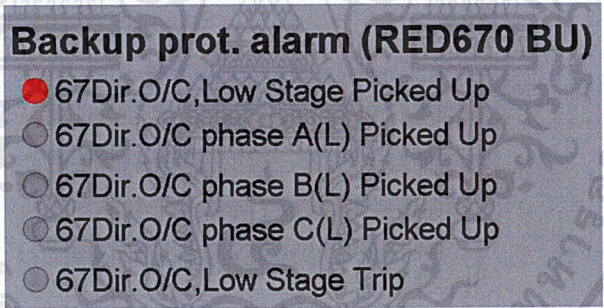 Backup prot. alarm (RED670 BU)
67Dir.O/C,Low Stage Picked Up
67Dir.O/C phase A(L) Picked Up
67Dir.O/C phase B(L) Picked Up
67Dir.O/C phase C(L) Picked Up
67Dir.O/C,Low Stage Trip